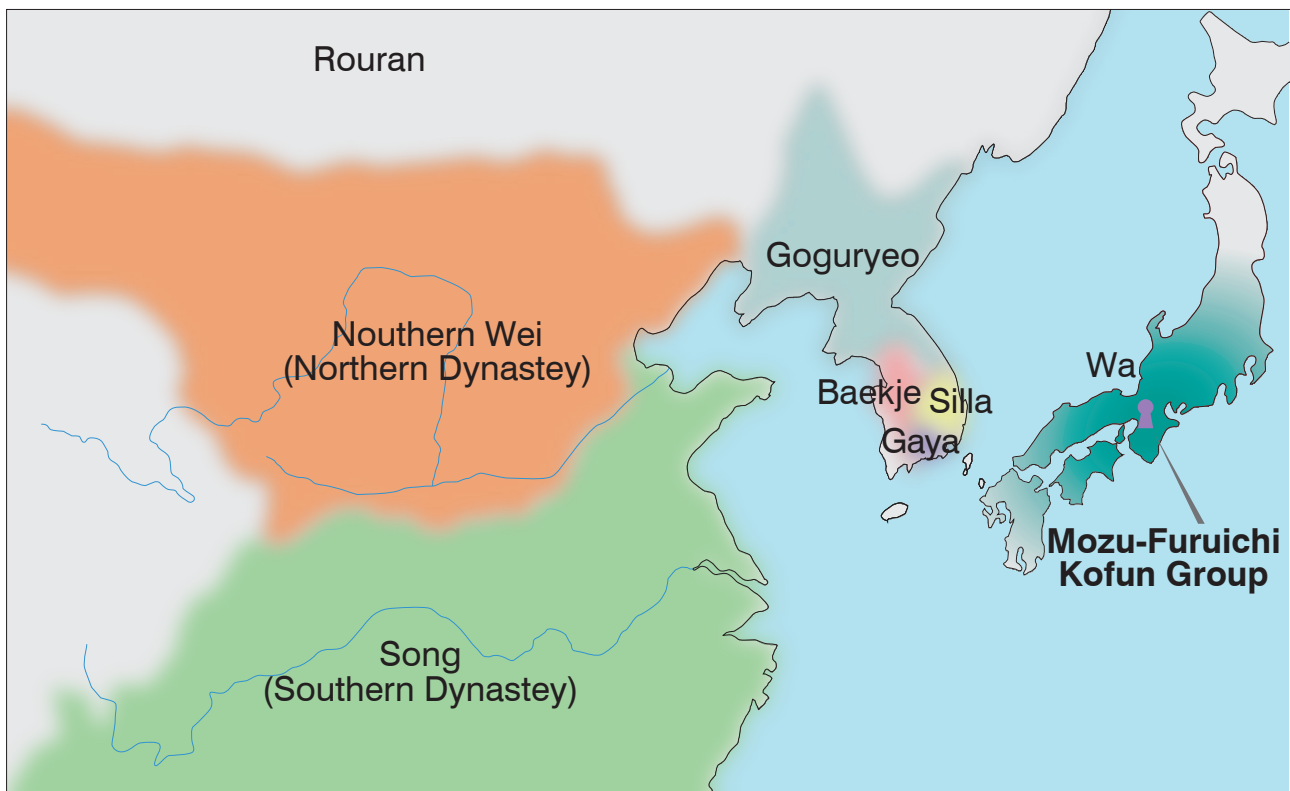 Rouran
Goguryeo
Nouthern Wei
(Northern Dynastey)
Wa
Baekje
Silla
Gaya
Mozu-Furuichi
Kofun Group
Song
(Southern Dynastey)